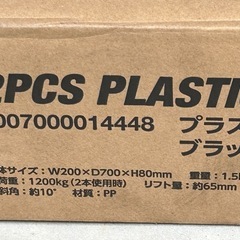 2PCS PLASTI
007000014448 プラス
ブラッ
体サイズ：W200×D700×H80mm 重量：1.5
荷重：1200kg(2本使用時) リフト量：約65mm
斜角：約10° 材質：PP